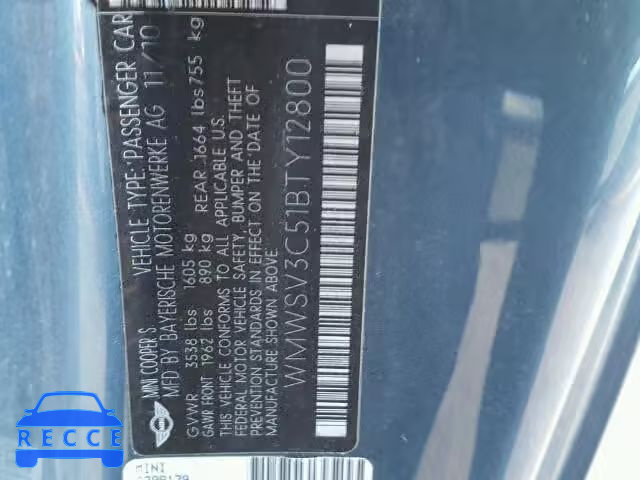 MINI COOPER S VEHICLE TYPE: PASSENGER CAR
MFD BY BAYERISCHE MOTORENWERKE AG 11/10
GVWR 3538 lbs 1605 kg
GAWR FRONT 1962 lbs 890 kg REAR 1664 lbs 755 kg
THIS VEHICLE CONFORMS TO ALL APPLICABLE U.S.
FEDERAL MOTOR VEHICLE SAFETY, BUMPER AND THEFT
PREVENTION STANDARDS IN EFFECT ON THE DATE OF
MANUFACTURE SHOWN ABOVE.
WMWSV3C51BTY12800
MINI
RECCE